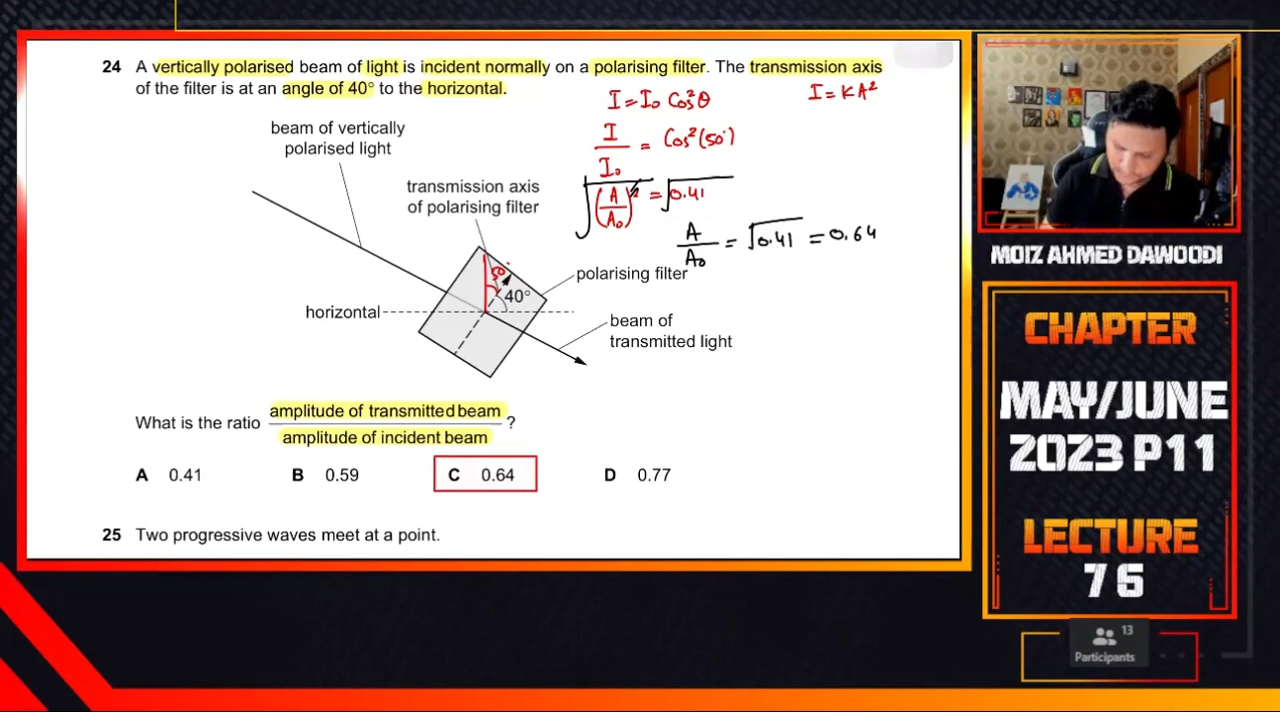 24 A vertically polarised beam of light is incident normally on a polarising filter. The transmission axis
of the filter is at an angle of 40° to the horizontal.
I = I₀ Cos²θ
I = KA²
I
I₀
= Cos²(50°)
√(A/A₀)² = √0.41
A/A₀ = √0.41 = 0.64
beam of vertically
polarised light
transmission axis
of polarising filter
50°
40°
polarising filter
horizontal
beam of
transmitted light
What is the ratio amplitude of transmitted beam / amplitude of incident beam ?
A 0.41 B 0.59 C 0.64 D 0.77
25 Two progressive waves meet at a point.
MOIZ AHMED DAWOODI
CHAPTER
MAY/JUNE
2023 P11
LECTURE
76
13
Participants